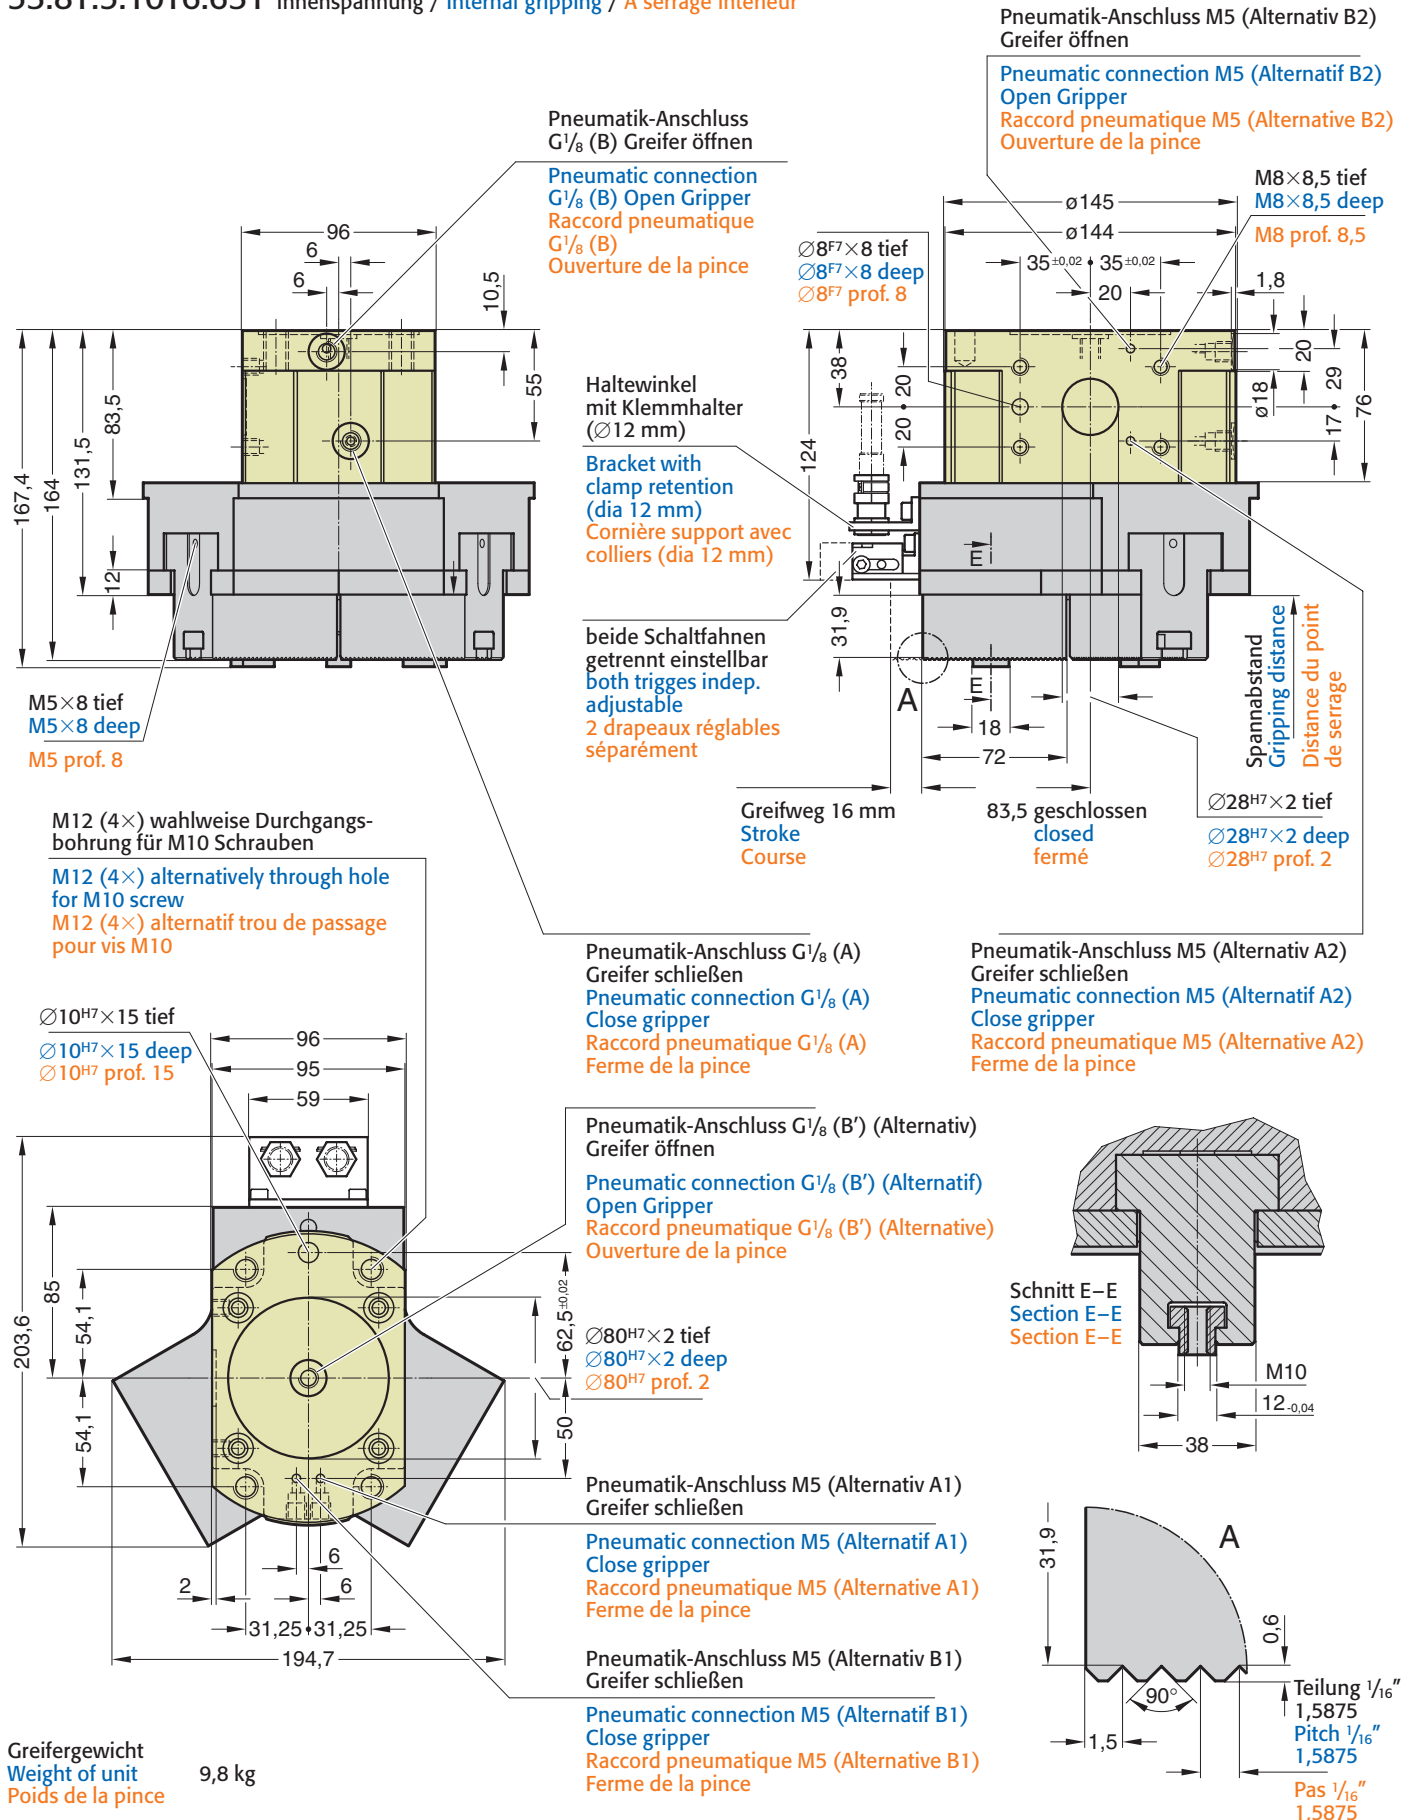 55.81.5.1016.631 Innenspannung / Internal gripping / A serrage intérieur
Pneumatik-Anschluss M5 (Alternativ B2)
Greifer öffnen
Pneumatic connection M5 (Alternatif B2)
Open Gripper
Raccord pneumatique M5 (Alternative B2)
Ouverture de la pince
Pneumatik-Anschluss
G1/8 (B) Greifer öffnen
Pneumatic connection
G1/8 (B) Open Gripper
Raccord pneumatique
G1/8 (B)
Ouverture de la pince
M8×8,5 tief
M8×8,5 deep
M8 prof. 8,5
∅8F7×8 tief
∅8F7×8 deep
∅8F7 prof. 8
96
6
6
10,5
55
83,5
131,5
164
167,4
12
ø145
ø144
35±0,02
35±0,02
20
1,8
38
20
20
124
31,9
20
ø18
29
17
76
Haltewinkel
mit Klemmhalter
(∅12 mm)
Bracket with
clamp retention
(dia 12 mm)
Cornière support avec
colliers (dia 12 mm)
beide Schaltfahnen
getrennt einstellbar
both trigges indep.
adjustable
2 drapeaux réglables
séparément
E
E
A
18
72
Spannabstand
Gripping distance
Distance du point
de serrage
M5×8 tief
M5×8 deep
M5 prof. 8
Greifweg 16 mm
Stroke
Course
83,5 geschlossen
closed
fermé
∅28H7×2 tief
∅28H7×2 deep
∅28H7 prof. 2
M12 (4×) wahlweise Durchgangs-
bohrung für M10 Schrauben
M12 (4×) alternatively through hole
for M10 screw
M12 (4×) alternatif trou de passage
pour vis M10
Pneumatik-Anschluss G1/8 (A)
Greifer schließen
Pneumatic connection G1/8 (A)
Close gripper
Raccord pneumatique G1/8 (A)
Ferme de la pince
Pneumatik-Anschluss M5 (Alternativ A2)
Greifer schließen
Pneumatic connection M5 (Alternatif A2)
Close gripper
Raccord pneumatique M5 (Alternative A2)
Ferme de la pince
∅10H7×15 tief
∅10H7×15 deep
∅10H7 prof. 15
96
95
59
203,6
85
54,1
54,1
62,5±0,02
50
Pneumatik-Anschluss G1/8 (B′) (Alternativ)
Greifer öffnen
Pneumatic connection G1/8 (B′) (Alternatif)
Open Gripper
Raccord pneumatique G1/8 (B′) (Alternative)
Ouverture de la pince
∅80H7×2 tief
∅80H7×2 deep
∅80H7 prof. 2
Schnitt E–E
Section E–E
Section E–E
M10
12-0,04
38
Pneumatik-Anschluss M5 (Alternativ A1)
Greifer schließen
Pneumatic connection M5 (Alternatif A1)
Close gripper
Raccord pneumatique M5 (Alternative A1)
Ferme de la pince
6
6
2
31,25
31,25
194,7
Pneumatik-Anschluss M5 (Alternativ B1)
Greifer schließen
Pneumatic connection M5 (Alternatif B1)
Close gripper
Raccord pneumatique M5 (Alternative B1)
Ferme de la pince
A
31,9
0,6
90°
1,5
Teilung 1/16″
1,5875
Pitch 1/16″
1,5875
Pas 1/16″
1,5875
Greifergewicht
Weight of unit 9,8 kg
Poids de la pince